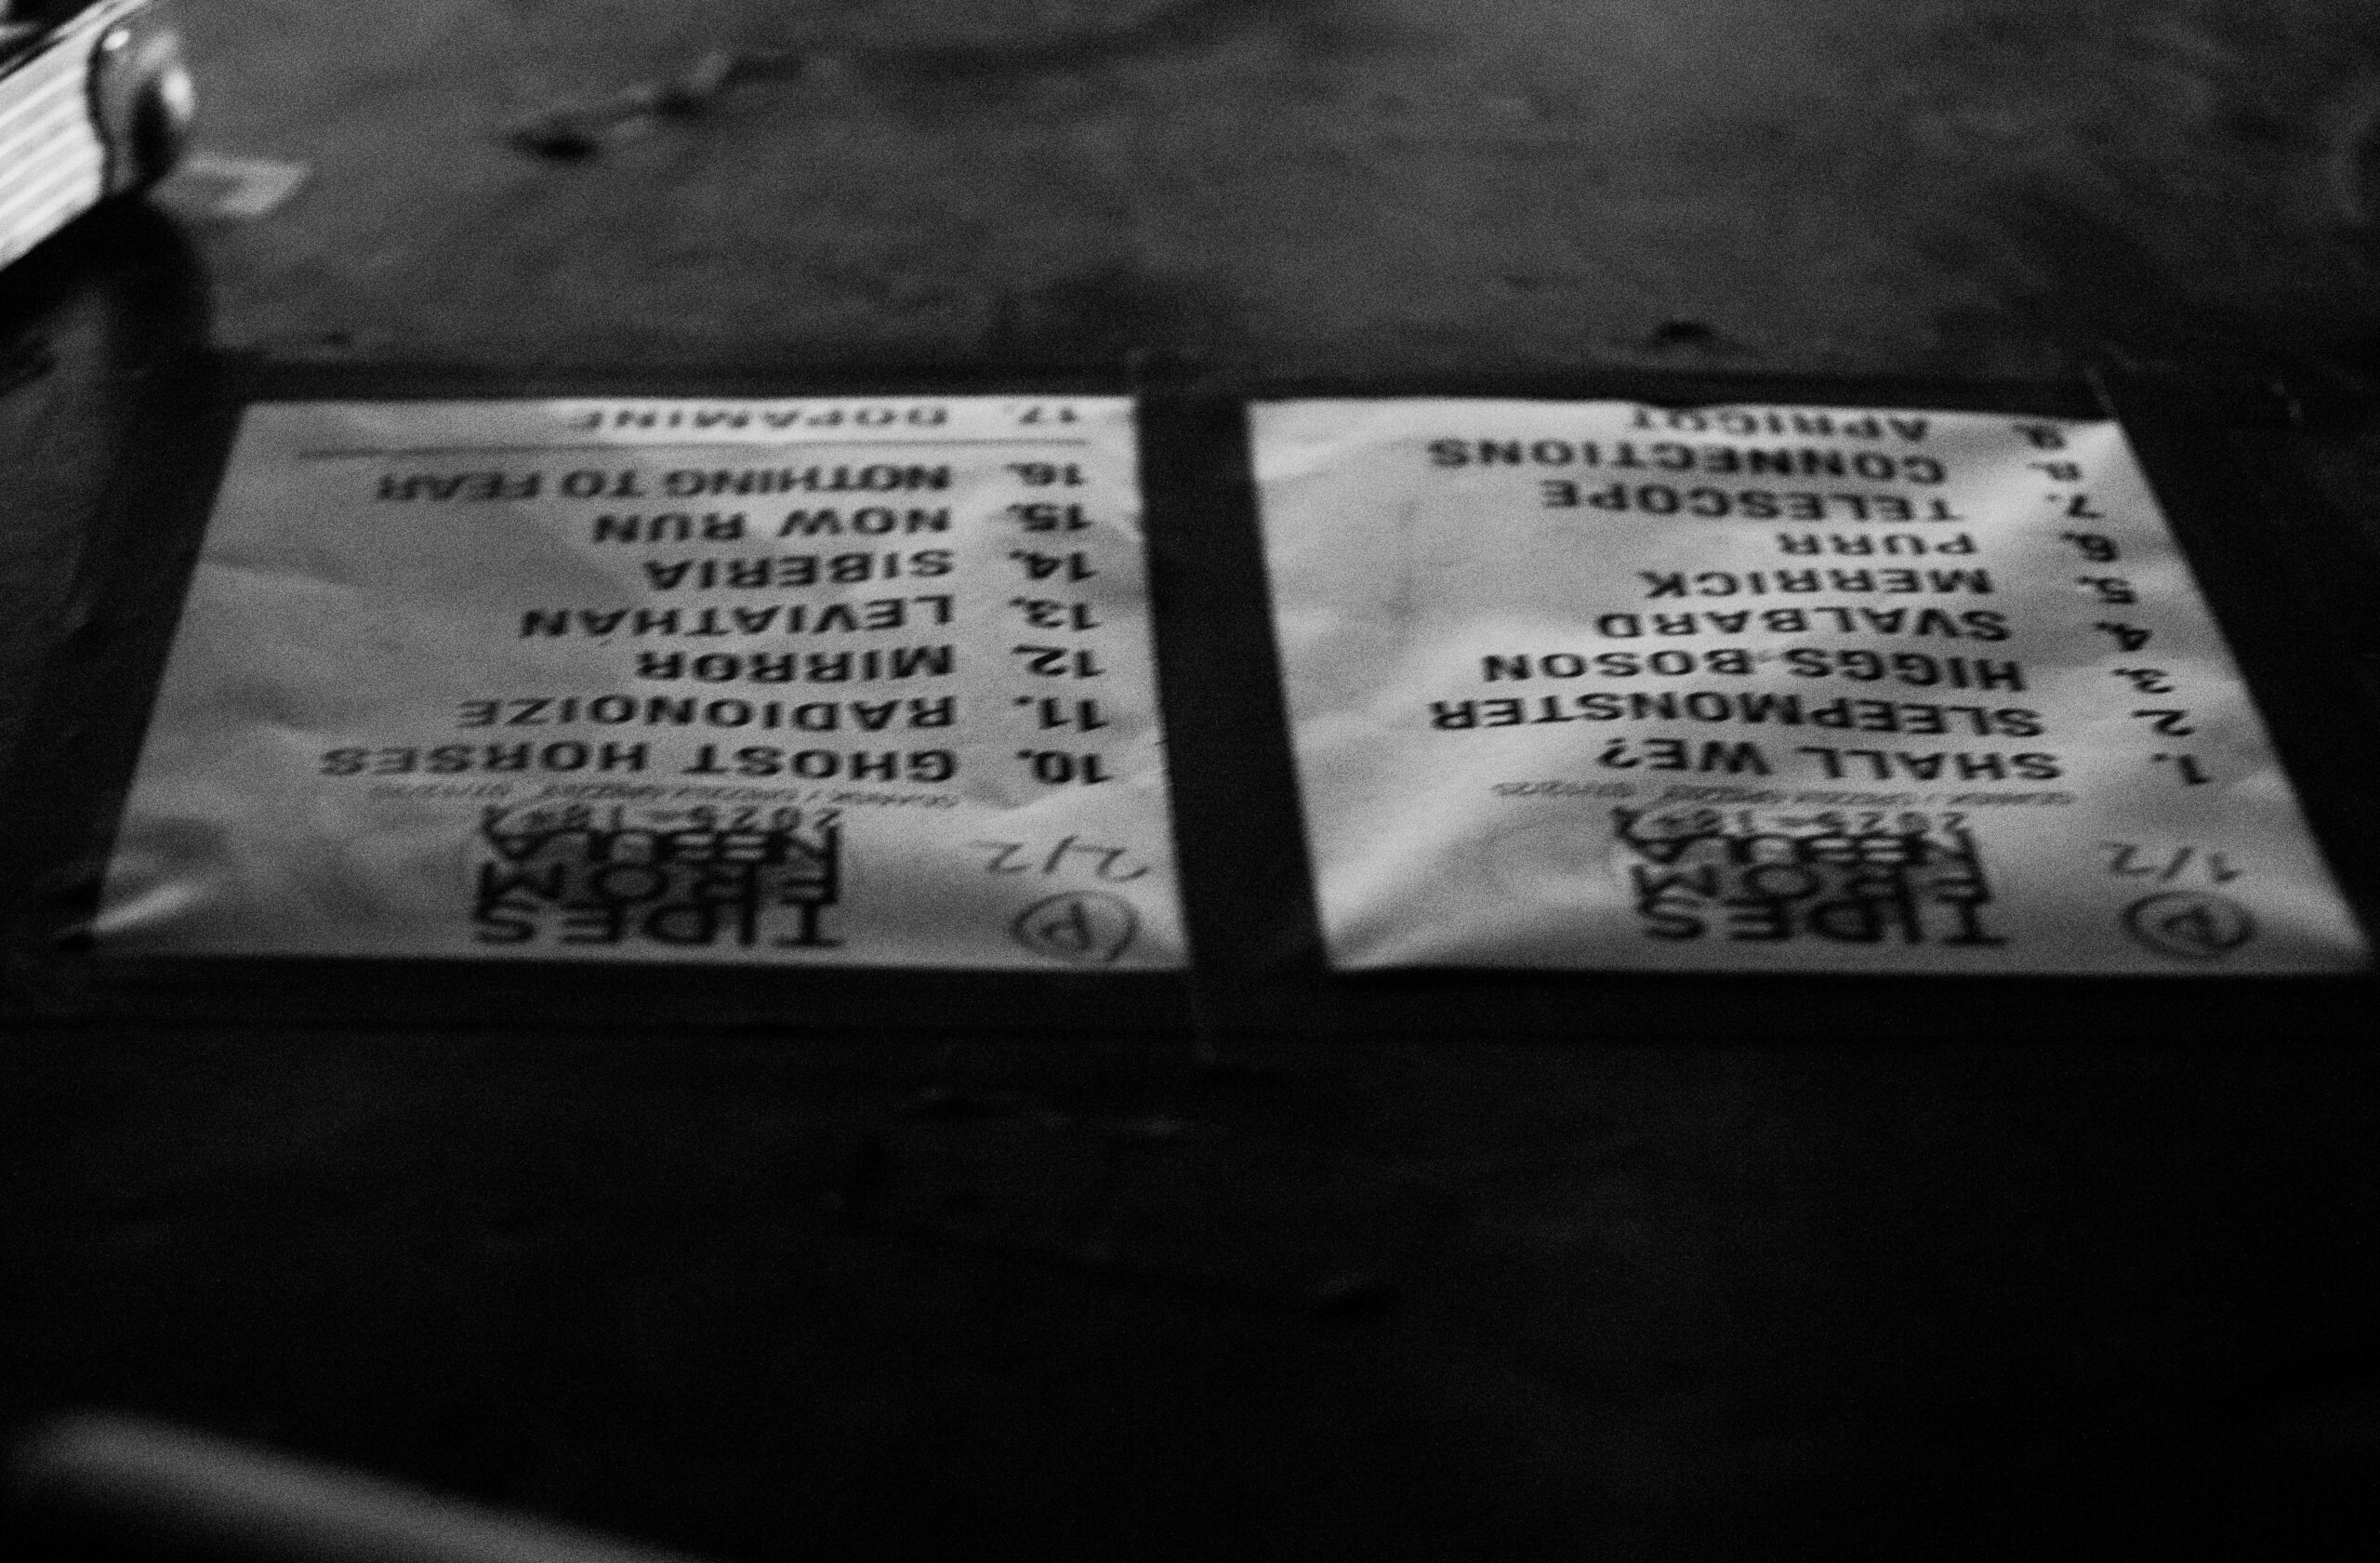 P
1/2
TIDES
FROM
NEBULA
1. SHALL WE?
2. SLEEPMONSTER
3. HIGGS BOSON
4. SVALBARD
5. MERRICK
6. PURR
7. TELESCOPE
8. CONNECTIONS
9. APRICOT
P
2/2
TIDES
FROM
NEBULA
10. GHOST HORSES
11. RADIONOIZE
12. MIRROR
13. LEVIATHAN
14. SIBERIA
15. NOW RUN
16. NOTHING TO FEAR
17. DOPAMINE